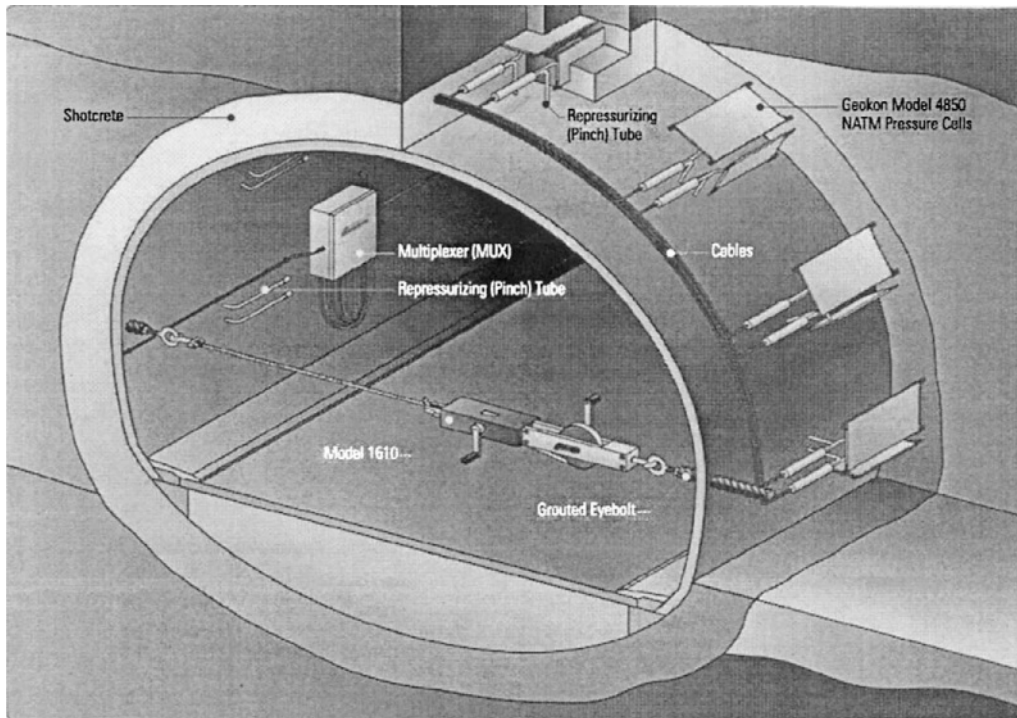 Repressurizing
(Pinch) Tube
Geokon Model 4850
NATM Pressure Cells
Shotcrete
Multiplexer (MUX)
Cables
Repressurizing (Pinch) Tube
Model 1610
Grouted Eyebolt